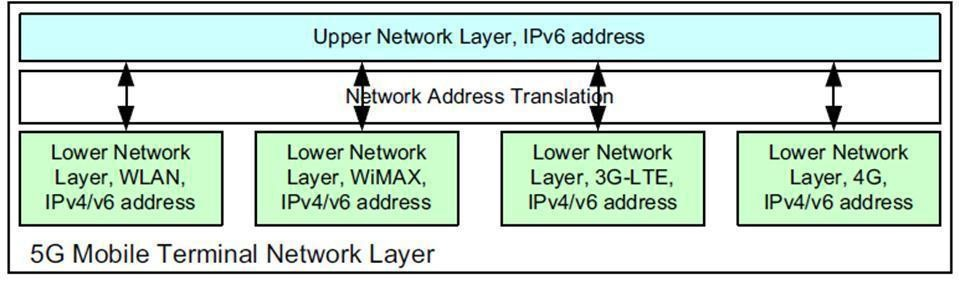 Upper Network Layer, IPv6 address
Network Address Translation
Lower Network
Layer, WLAN,
IPv4/v6 address
Lower Network
Layer, WiMAX,
IPv4/v6 address
Lower Network
Layer, 3G-LTE,
IPv4/v6 address
Lower Network
Layer, 4G,
IPv4/v6 address
5G Mobile Terminal Network Layer